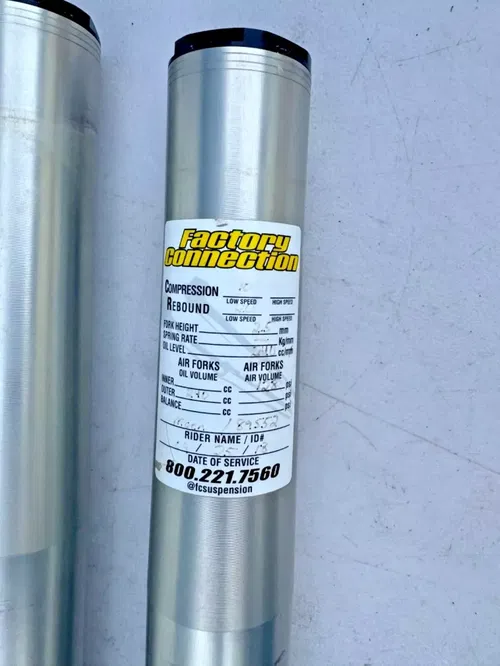 Factory
Connection
COMPRESSION
LOW SPEED HIGH SPEED
REBOUND
LOW SPEED HIGH SPEED
FORK HEIGHT mm
SPRING RATE Kg/mm
OIL LEVEL cc/mm
AIR FORKS AIR FORKS
OIL VOLUME AIR VOLUME
INNER cc psi
OUTER cc psi
BALANCE cc psi
RIDER NAME / ID#
DATE OF SERVICE
800.221.7560
@fcsuspension